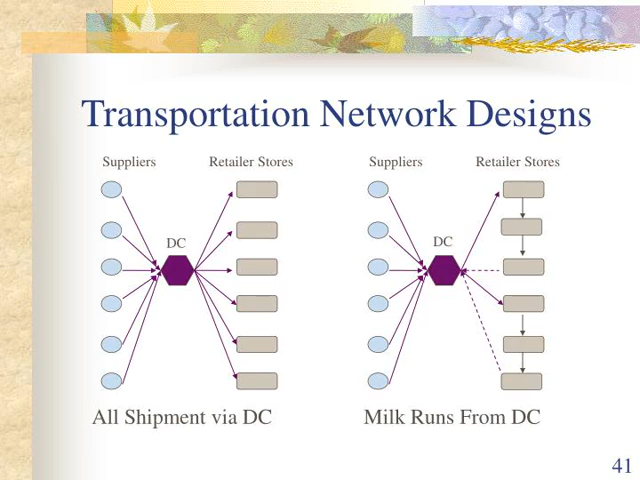 Transportation Network Designs
Suppliers Retailer Stores Suppliers Retailer Stores
DC DC
All Shipment via DC Milk Runs From DC
41